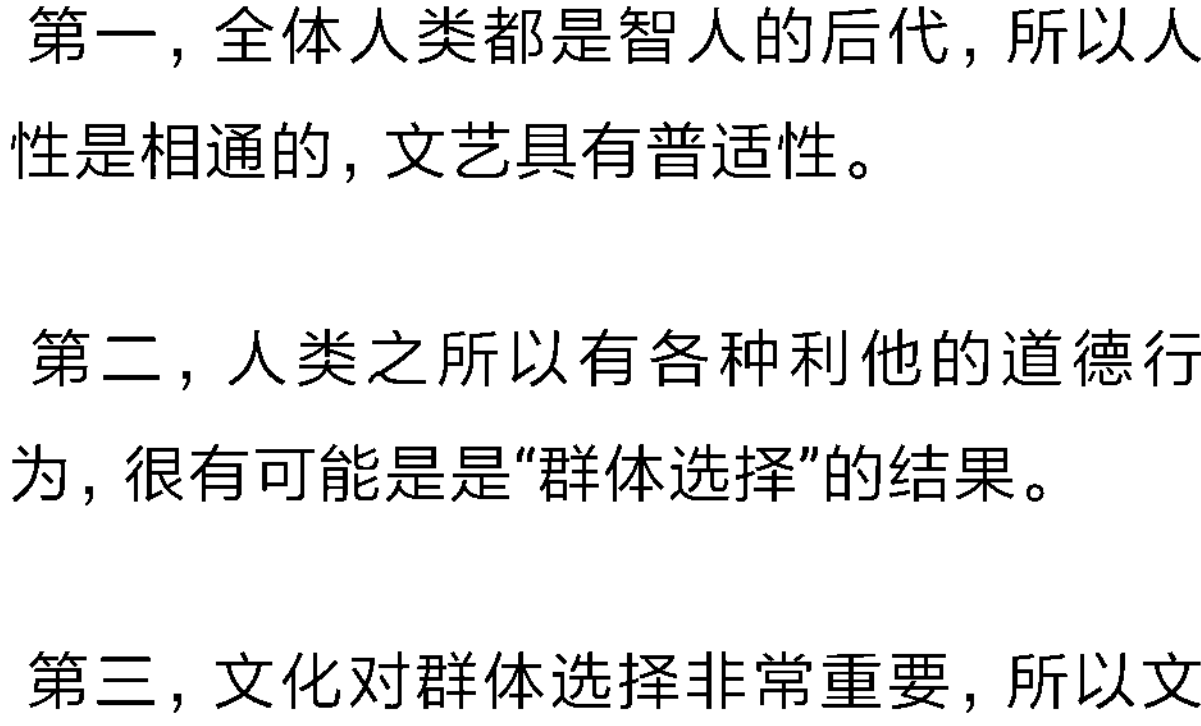 第一，全体人类都是智人的后代，所以人
性是相通的，文艺具有普适性。
第二，人类之所以有各种利他的道德行
为，很有可能是是“群体选择”的结果。
第三，文化对群体选择非常重要，所以文